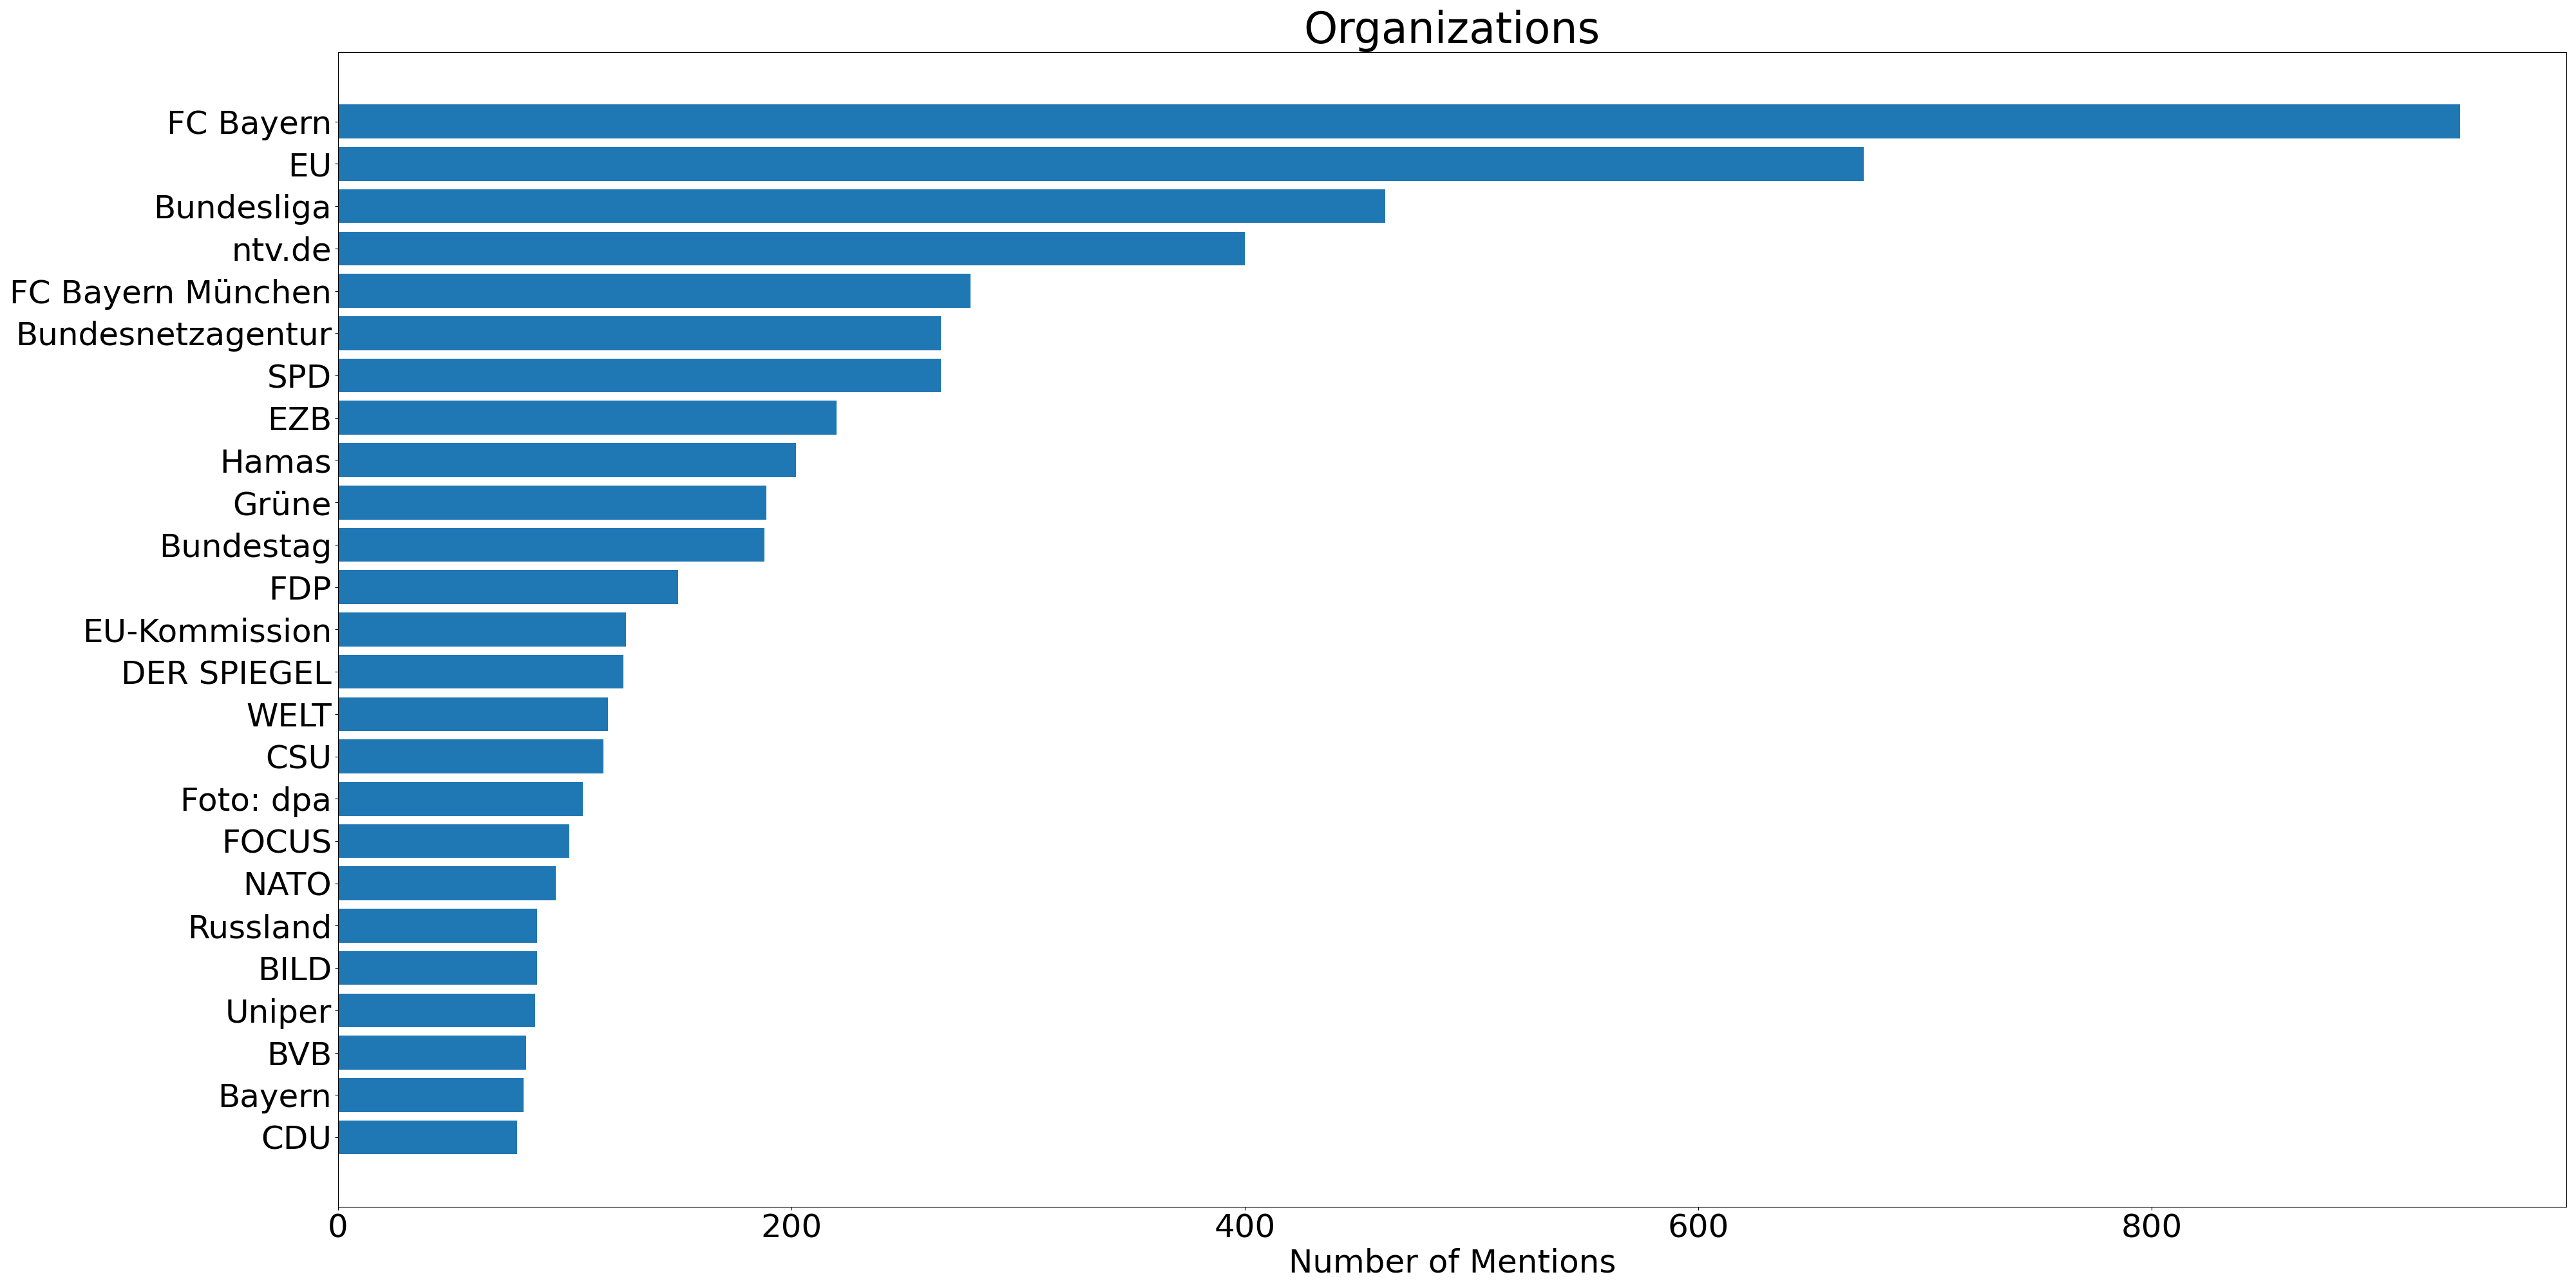 Organizations
FC Bayern
EU
Bundesliga
ntv.de
FC Bayern München
Bundesnetzagentur
SPD
EZB
Hamas
Grüne
Bundestag
FDP
EU-Kommission
DER SPIEGEL
WELT
CSU
Foto: dpa
FOCUS
NATO
Russland
BILD
Uniper
BVB
Bayern
CDU
0 200 400 600 800
Number of Mentions